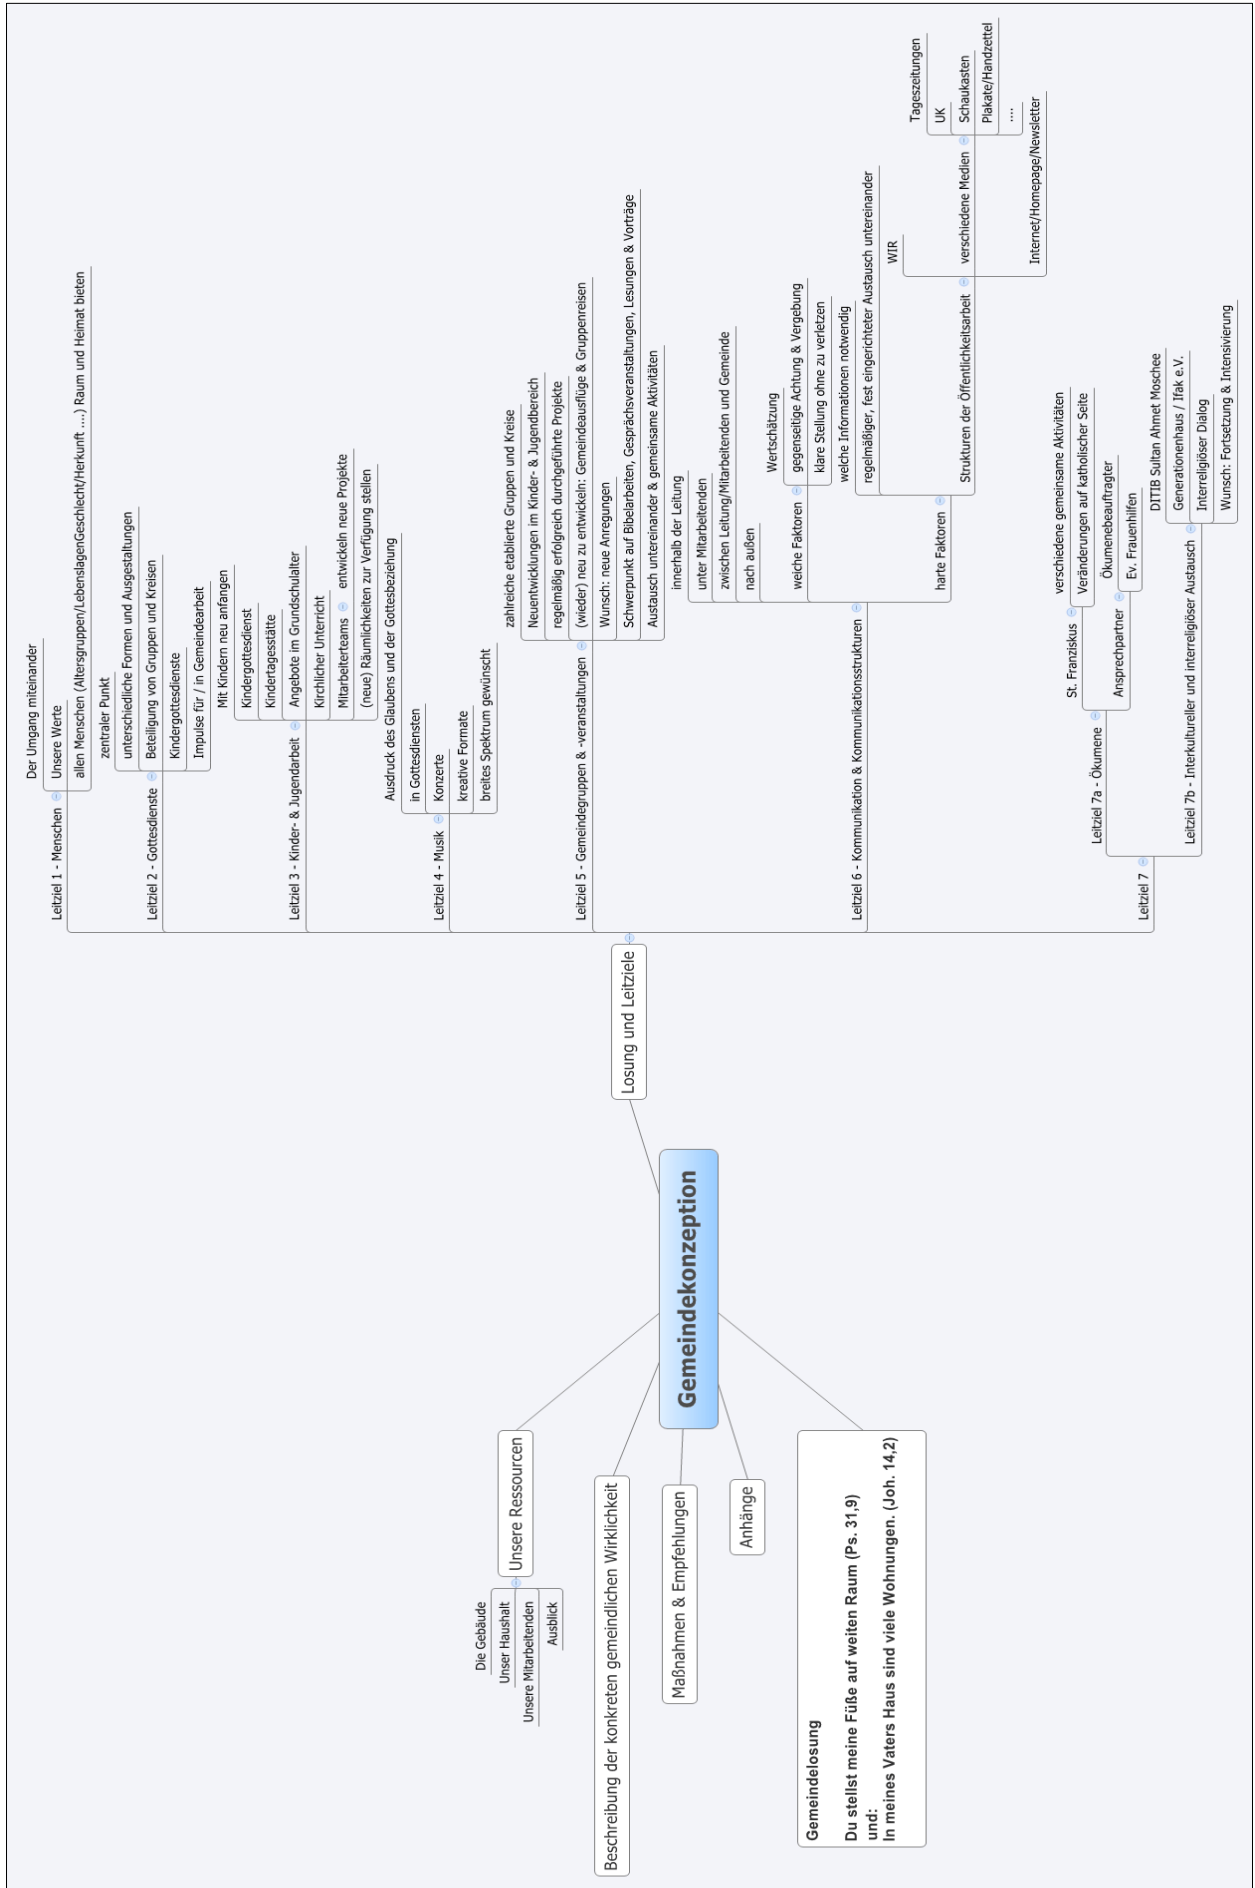 Gemeindekonzeption
Losung und Leitziele
Leitziel 1 - Menschen
Der Umgang miteinander
Unsere Werte
allen Menschen (Altersgruppen/LebenslagenGeschlecht/Herkunft ....) Raum und Heimat bieten
Leitziel 2 - Gottesdienste
zentraler Punkt
unterschiedliche Formen und Ausgestaltungen
Beteiligung von Gruppen und Kreisen
Kindergottesdienste
Impulse für / in Gemeindearbeit
Leitziel 3 - Kinder- & Jugendarbeit
Mit Kindern neu anfangen
Kindergottesdienst
Kindertagesstätte
Angebote im Grundschulalter
Kirchlicher Unterricht
Mitarbeiterteams
entwickeln neue Projekte
(neue) Räumlichkeiten zur Verfügung stellen
Leitziel 4 - Musik
Ausdruck des Glaubens und der Gottesbeziehung
in Gottesdiensten
Konzerte
kreative Formate
breites Spektrum gewünscht
Leitziel 5 - Gemeindegruppen & -veranstaltungen
zahlreiche etablierte Gruppen und Kreise
Neuentwicklungen im Kinder- & Jugendbereich
regelmäßig erfolgreich durchgeführte Projekte
(wieder) neu zu entwickeln: Gemeindeausflüge & Gruppenreisen
Wunsch: neue Anregungen
Schwerpunkt auf Bibelarbeiten, Gesprächsveranstaltungen, Lesungen & Vorträge
Austausch untereinander & gemeinsame Aktivitäten
Leitziel 6 - Kommunikation & Kommunikationsstrukturen
innerhalb der Leitung
unter Mitarbeitenden
zwischen Leitung/Mitarbeitenden und Gemeinde
nach außen
weiche Faktoren
Wertschätzung
gegenseitige Achtung & Vergebung
klare Stellung ohne zu verletzen
harte Faktoren
welche Informationen notwendig
regelmäßiger, fest eingerichteter Austausch untereinander
Strukturen der Öffentlichkeitsarbeit
WIR
verschiedene Medien
Tageszeitungen
UK
Schaukasten
Plakate/Handzettel
....
Internet/Homepage/Newsletter
Leitziel 7
Leitziel 7a - Ökumene
St. Franziskus
verschiedene gemeinsame Aktivitäten
Veränderungen auf katholischer Seite
Ansprechpartner
Ökumenebeauftragter
Ev. Frauenhilfen
Leitziel 7b - Interkultureller und interreligiöser Austausch
DITIB Sultan Ahmet Moschee
Generationenhaus / Ifak e.V.
Interreligiöser Dialog
Wunsch: Fortsetzung & Intensivierung
Unsere Ressourcen
Die Gebäude
Unser Haushalt
Unsere Mitarbeitenden
Ausblick
Beschreibung der konkreten gemeindlichen Wirklichkeit
Maßnahmen & Empfehlungen
Anhänge
Gemeindelosung
Du stellst meine Füße auf weiten Raum (Ps. 31,9)
und:
In meines Vaters Haus sind viele Wohnungen. (Joh. 14,2)